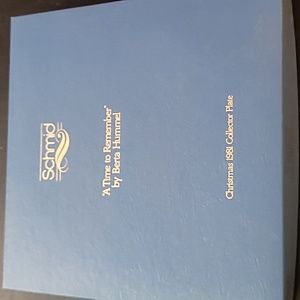 Schmid
"A Time to Remember"
by Berta Hummel
Christmas 1981 Collector Plate